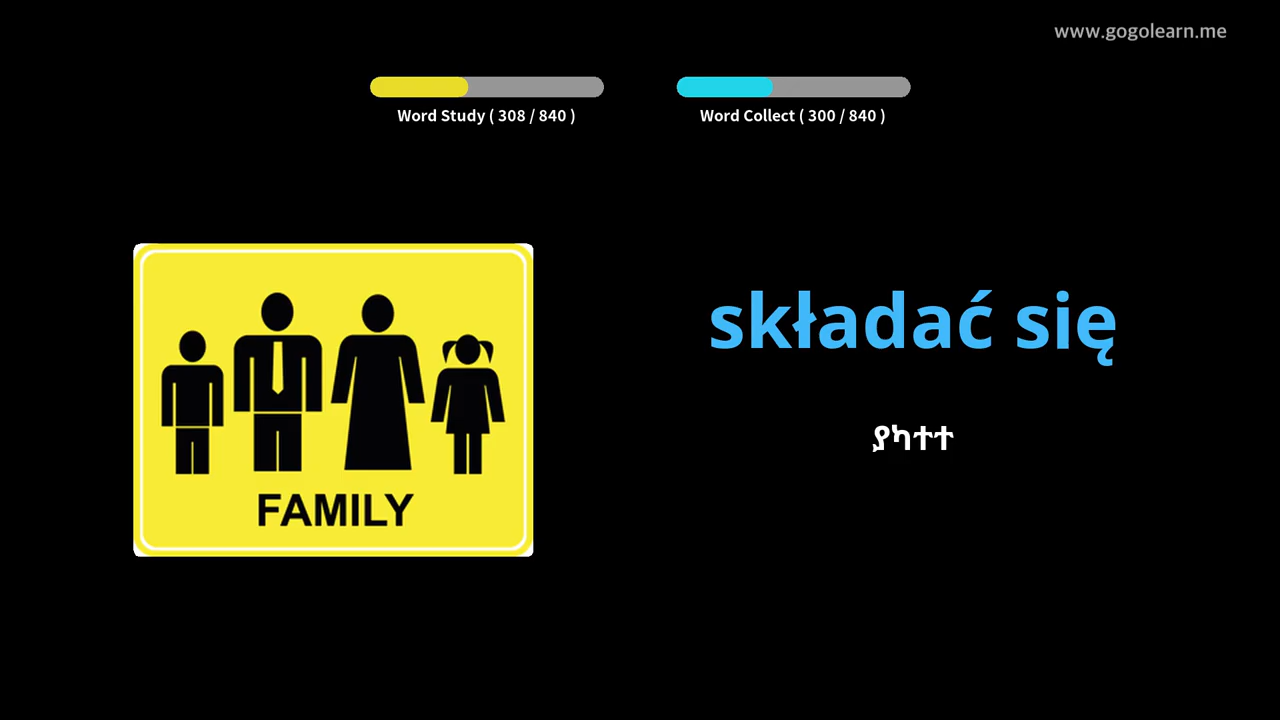 www.gogolearn.me
Word Study ( 308 / 840 )
Word Collect ( 300 / 840 )
FAMILY
składać się
ያካተተ